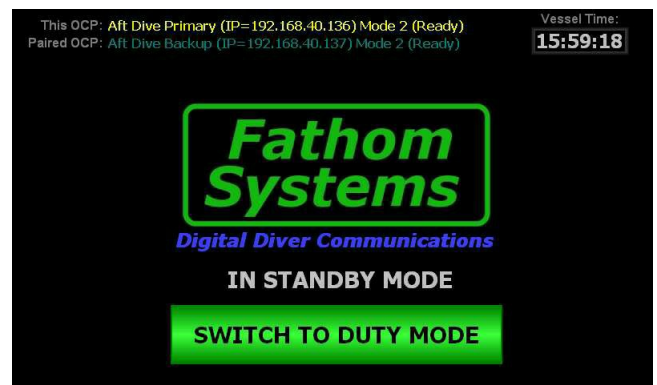 This OCP: Aft Dive Primary (IP=192.168.40.136) Mode 2 (Ready)
Paired OCP: Aft Dive Backup (IP=192.168.40.137) Mode 2 (Ready)
Vessel Time:
15:59:18
Fathom
Systems
Digital Diver Communications
IN STANDBY MODE
SWITCH TO DUTY MODE